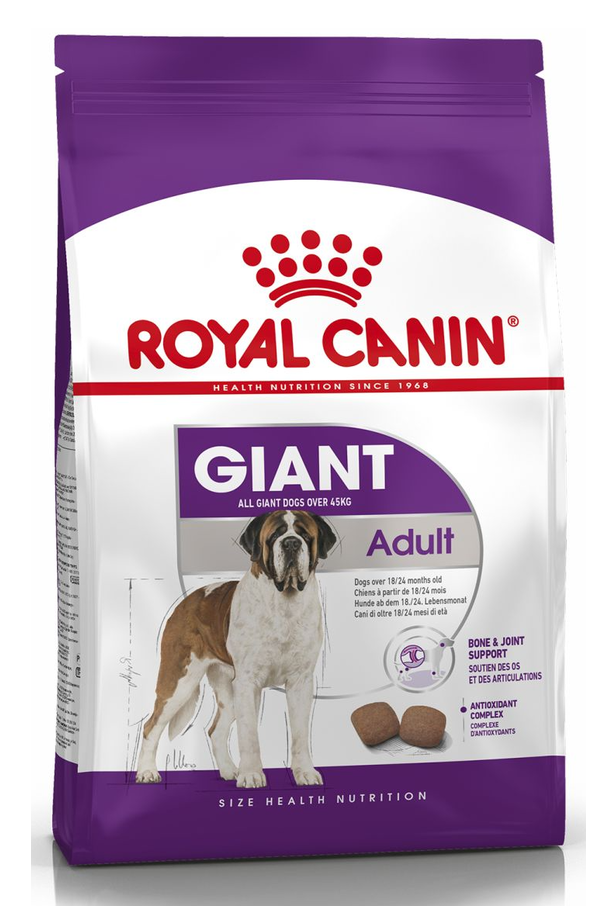 ROYAL CANIN®
HEALTH NUTRITION SINCE 1968
GIANT
ALL GIANT DOGS OVER 45KG
Adult
Dogs over 18/24 months old
Chiens à partir de 18/24 mois
Hunde ab dem 18./24. Lebensmonat
Cani di oltre 18/24 mesi di età
BONE & JOINT
SUPPORT
SOUTIEN DES OS
ET DES ARTICULATIONS
ANTIOXIDANT
COMPLEX
COMPLEXE
D'ANTIOXYDANTS
SIZE HEALTH NUTRITION